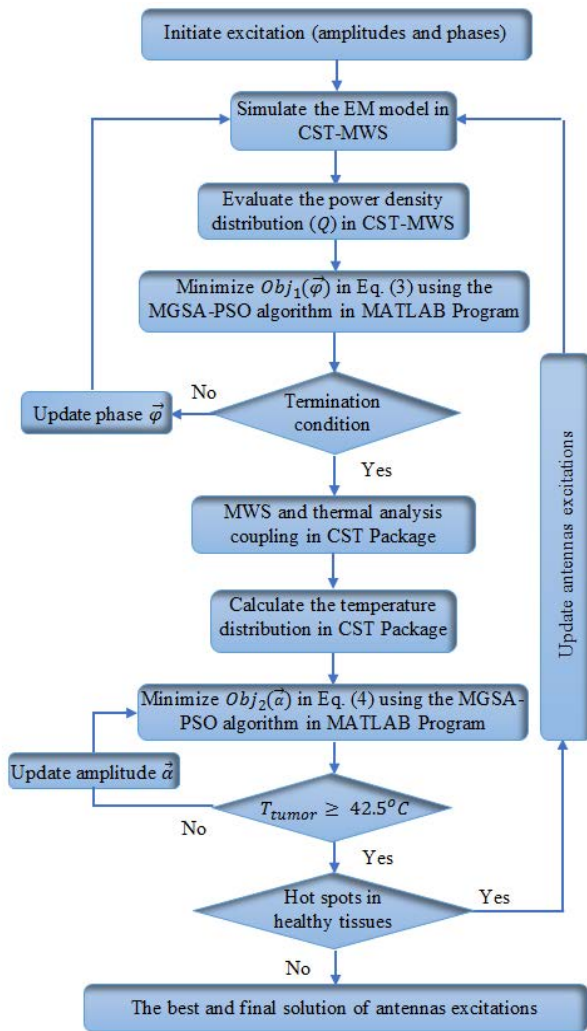 Initiate excitation (amplitudes and phases)
Simulate the EM model in
CST-MWS
Evaluate the power density
distribution (Q) in CST-MWS
Minimize Obj₁(φ⃗) in Eq. (3) using the
MGSA-PSO algorithm in MATLAB Program
No
Update phase φ⃗
Termination
condition
Yes
MWS and thermal analysis
coupling in CST Package
Update antennas excitations
Calculate the temperature
distribution in CST Package
Minimize Obj₂(α⃗) in Eq. (4) using the MGSA-
PSO algorithm in MATLAB Program
Update amplitude α⃗
T_tumor ≥ 42.5°C
No
Yes
Hot spots in
healthy tissues
Yes
No
The best and final solution of antennas excitations